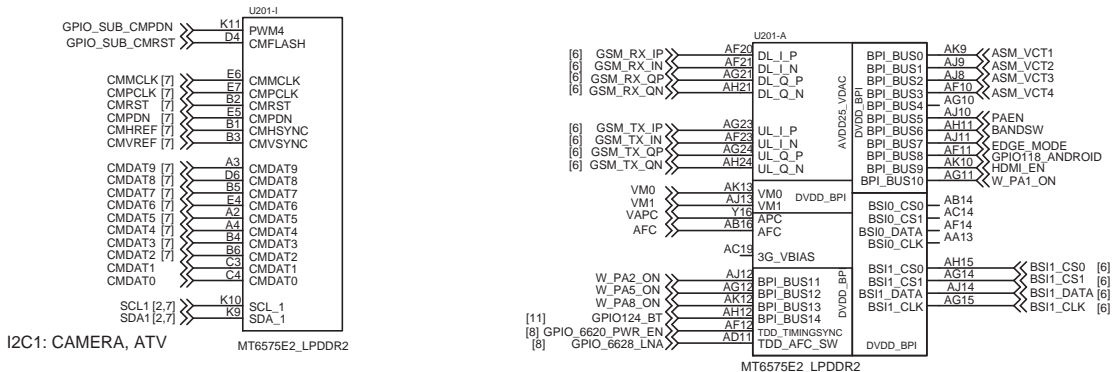 U201-I
GPIO_SUB_CMPDN K11 PWM4
GPIO_SUB_CMRST D4 CMFLASH
CMMCLK [7] E6 CMMCLK
CMPCLK [7] E7 CMPCLK
CMRST [7] B2 CMRST
CMPDN [7] E5 CMPDN
CMHREF [7] B1 CMHSYNC
CMVREF [7] B3 CMVSYNC
CMDAT9 [7] A3 CMDAT9
CMDAT8 [7] D6 CMDAT8
CMDAT7 [7] B5 CMDAT7
CMDAT6 [7] E4 CMDAT6
CMDAT5 [7] A2 CMDAT5
CMDAT4 [7] A4 CMDAT4
CMDAT3 [7] B4 CMDAT3
CMDAT2 [7] B6 CMDAT2
CMDAT1 C3 CMDAT1
CMDAT0 C4 CMDAT0
SCL1 [2,7] K10 SCL_1
SDA1 [2,7] K9 SDA_1
I2C1: CAMERA, ATV
MT6575E2_LPDDR2
U201-A
[6] GSM_RX_IP AF20 DL_I_P
[6] GSM_RX_IN AF21 DL_I_N
[6] GSM_RX_QP AG21 DL_Q_P
[6] GSM_RX_QN AH21 DL_Q_N
[6] GSM_TX_IP AG23 UL_I_P
[6] GSM_TX_IN AF23 UL_I_N
[6] GSM_TX_QP AG24 UL_Q_P
[6] GSM_TX_QN AH24 UL_Q_N
AVDD25_VDAC
DVDD_BPI
VM0 AK13 VM0
VM1 AJ13 VM1
DVDD_BPI
VAPC Y16 APC
AFC AB16 AFC
AC19 3G_VBIAS
W_PA2_ON AJ12 BPI_BUS11
W_PA5_ON AG12 BPI_BUS12
W_PA8_ON AK12 BPI_BUS13
[11] GPIO124_BT AH12 BPI_BUS14
[8] GPIO_6620_PWR_EN AF12 TDD_TIMINGSYNC
[8] GPIO_6628_LNA AD11 TDD_AFC_SW
DVDD_BP
BPI_BUS0 AK9 ASM_VCT1
BPI_BUS1 AJ9 ASM_VCT2
BPI_BUS2 AJ8 ASM_VCT3
BPI_BUS3 AF10 ASM_VCT4
BPI_BUS4 AG10
BPI_BUS5 AJ10 PAEN
BPI_BUS6 AH11 BANDSW
BPI_BUS7 AJ11 EDGE_MODE
BPI_BUS8 AF11 GPIO118_ANDROID
BPI_BUS9 AK10 HDMI_EN
BPI_BUS10 AG11 W_PA1_ON
BSI0_CS0 AB14
BSI0_CS1 AC14
BSI0_DATA AF14
BSI0_CLK AA13
BSI1_CS0 AH15 BSI1_CS0 [6]
BSI1_CS1 AG14 BSI1_CS1 [6]
BSI1_DATA AJ14 BSI1_DATA [6]
BSI1_CLK AG15 BSI1_CLK [6]
DVDD_BPI
MT6575E2_LPDDR2